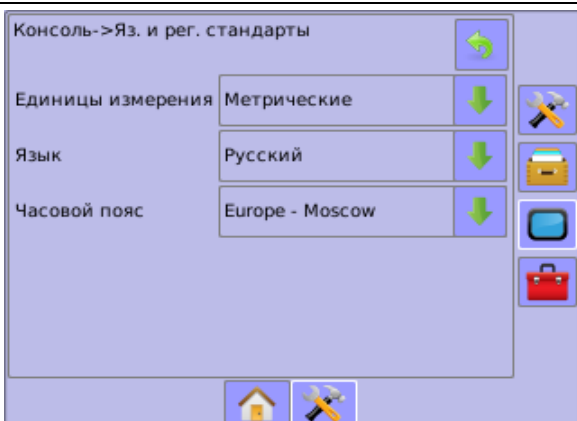 Консоль->Яз. и рег. стандарты
Единицы измерения Метрические
Язык Русский
Часовой пояс Europe - Moscow